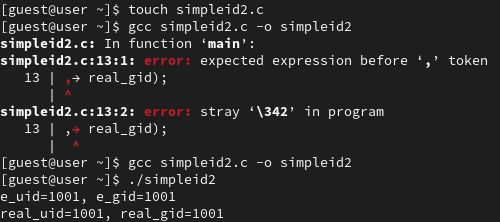 [guest@user ~]$ touch simpleid2.c
[guest@user ~]$ gcc simpleid2.c -o simpleid2
simpleid2.c: In function ‘main’:
simpleid2.c:13:1: error: expected expression before ‘,’ token
13 | ,→ real_gid);
| ^
simpleid2.c:13:2: error: stray ‘\342’ in program
13 | ,→ real_gid);
| ^
[guest@user ~]$ gcc simpleid2.c -o simpleid2
[guest@user ~]$ ./simpleid2
e_uid=1001, e_gid=1001
real_uid=1001, real_gid=1001